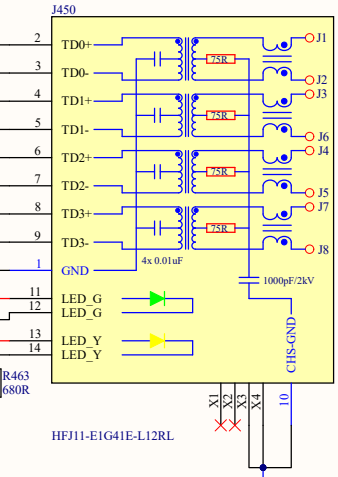 J450
2 TD0+ 75R J1
3 TD0- J2
4 TD1+ 75R J3
5 TD1- J6
6 TD2+ 75R J4
7 TD2- J5
8 TD3+ 75R J7
9 TD3- J8
1 GND 4x 0.01uF
1000pF/2kV
11 LED_G
12 LED_G
13 LED_Y
14 LED_Y
CHS-GND
R463
680R
X1 X2 X3 X4 10
HFJ11-E1G41E-L12RL